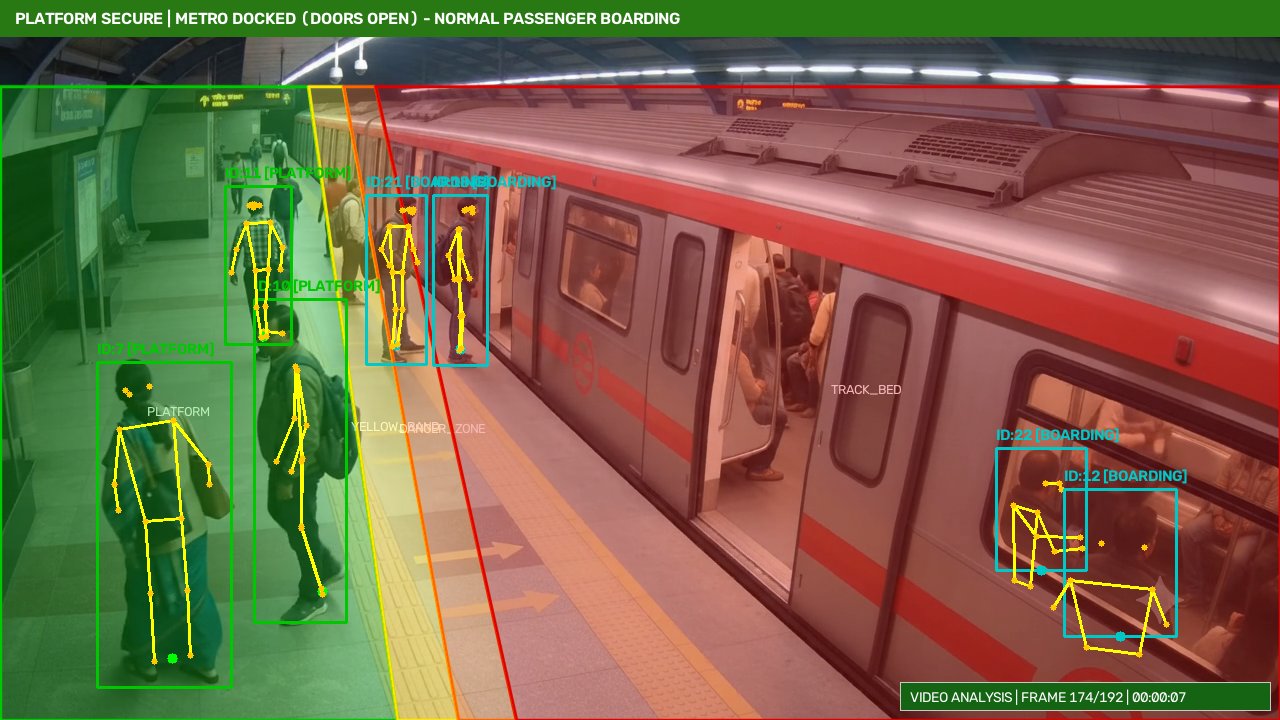 PLATFORM SECURE | METRO DOCKED (DOORS OPEN) - NORMAL PASSENGER BOARDING
ID:11 [PLATFORM]
ID:21 [BOARDING]
[BOARDING]
ID:10 [PLATFORM]
ID:7 [PLATFORM]
TRACK_BED
PLATFORM
YELLOW_BAND
DANGER_ZONE
ID:22 [BOARDING]
ID:12 [BOARDING]
VIDEO ANALYSIS | FRAME 174/192 | 00:00:07